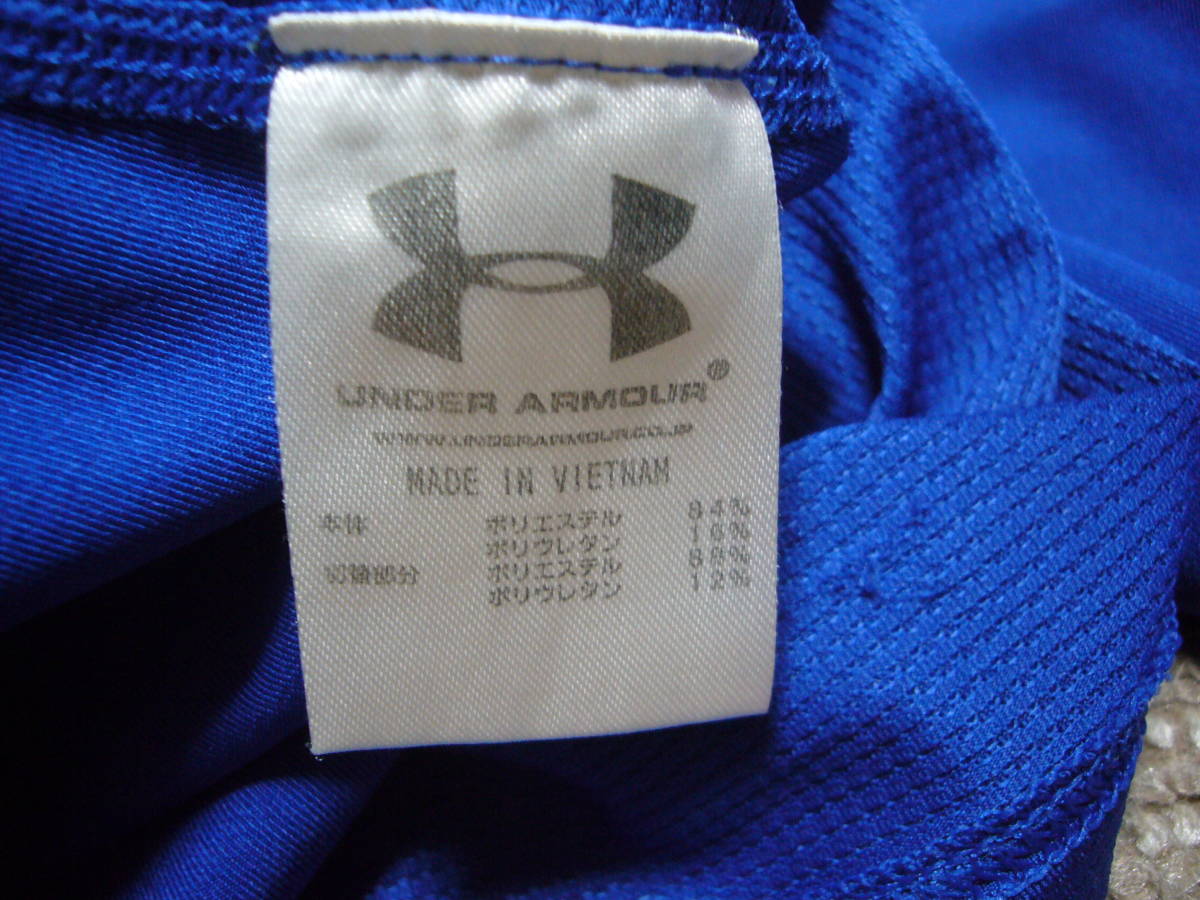 UNDER ARMOUR®
WWW.UNDERARMOUR.CO.JP
MADE IN VIETNAM
本体 ポリエステル 84%
ポリウレタン 16%
切替部分 ポリエステル 88%
ポリウレタン 12%